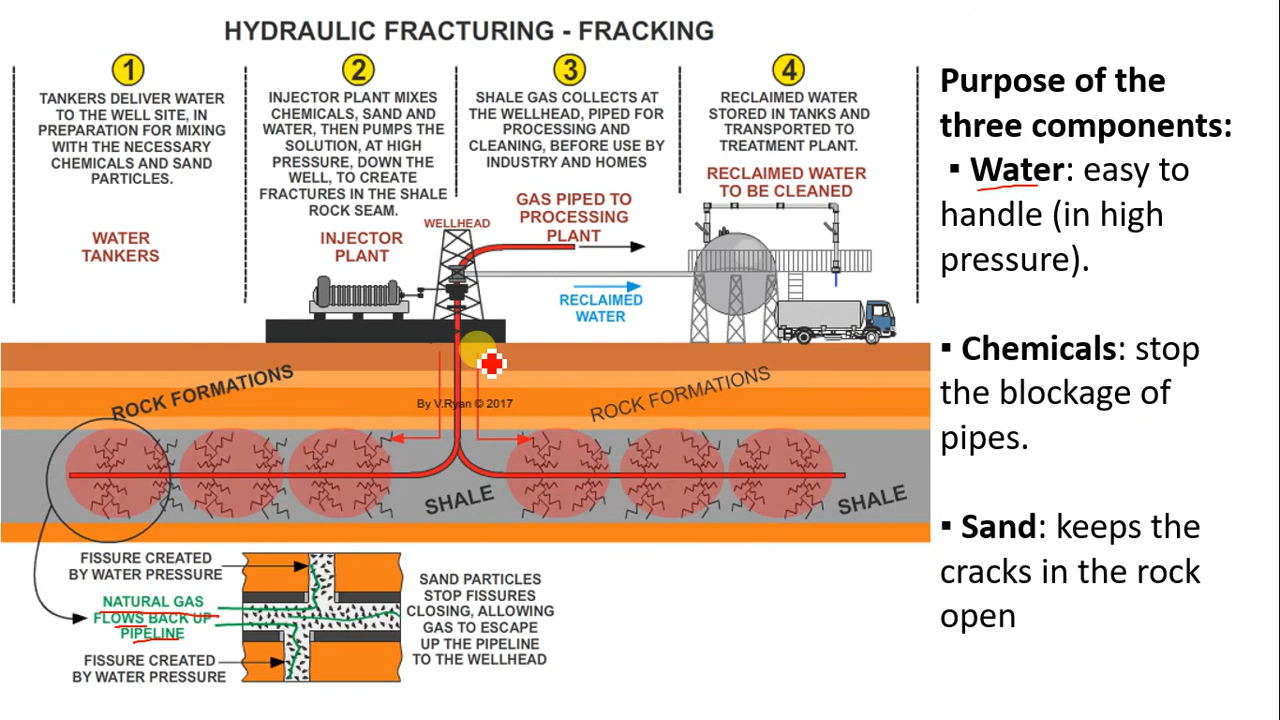 HYDRAULIC FRACTURING - FRACKING
1
TANKERS DELIVER WATER
TO THE WELL SITE, IN
PREPARATION FOR MIXING
WITH THE NECESSARY
CHEMICALS AND SAND
PARTICLES.
WATER
TANKERS
2
INJECTOR PLANT MIXES
CHEMICALS, SAND AND
WATER, THEN PUMPS THE
SOLUTION, AT HIGH
PRESSURE, DOWN THE
WELL, TO CREATE
FRACTURES IN THE SHALE
ROCK SEAM.
INJECTOR
PLANT
WELLHEAD
3
SHALE GAS COLLECTS AT
THE WELLHEAD, PIPED FOR
PROCESSING AND
CLEANING, BEFORE USE BY
INDUSTRY AND HOMES
GAS PIPED TO
PROCESSING
PLANT
RECLAIMED
WATER
4
RECLAIMED WATER
STORED IN TANKS AND
TRANSPORTED TO
TREATMENT PLANT.
RECLAIMED WATER
TO BE CLEANED
ROCK FORMATIONS
By V.Ryan © 2017
ROCK FORMATIONS
SHALE
SHALE
FISSURE CREATED
BY WATER PRESSURE
NATURAL GAS
FLOWS BACK UP
PIPELINE
FISSURE CREATED
BY WATER PRESSURE
SAND PARTICLES
STOP FISSURES
CLOSING, ALLOWING
GAS TO ESCAPE
UP THE PIPELINE
TO THE WELLHEAD
Purpose of the
three components:
▪ Water: easy to
handle (in high
pressure).
▪ Chemicals: stop
the blockage of
pipes.
▪ Sand: keeps the
cracks in the rock
open